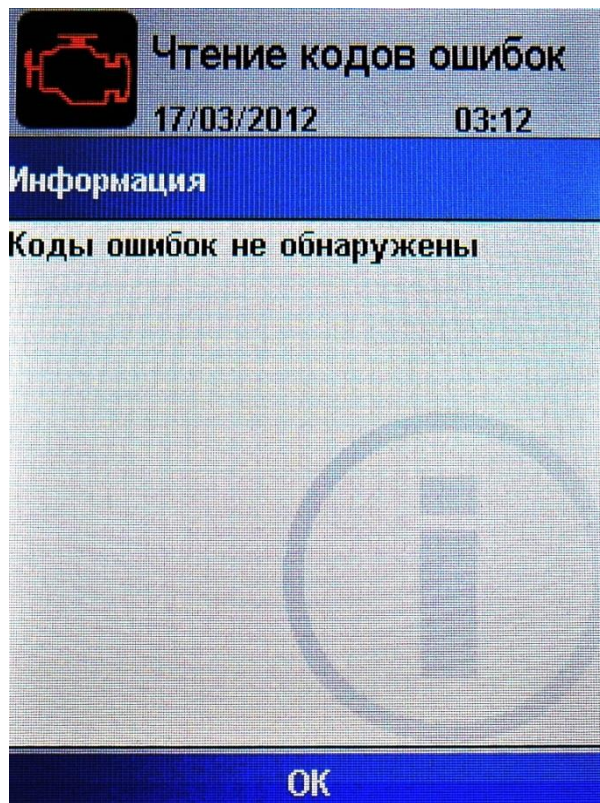 Чтение кодов ошибок
17/03/2012 03:12
Информация
Коды ошибок не обнаружены
OK